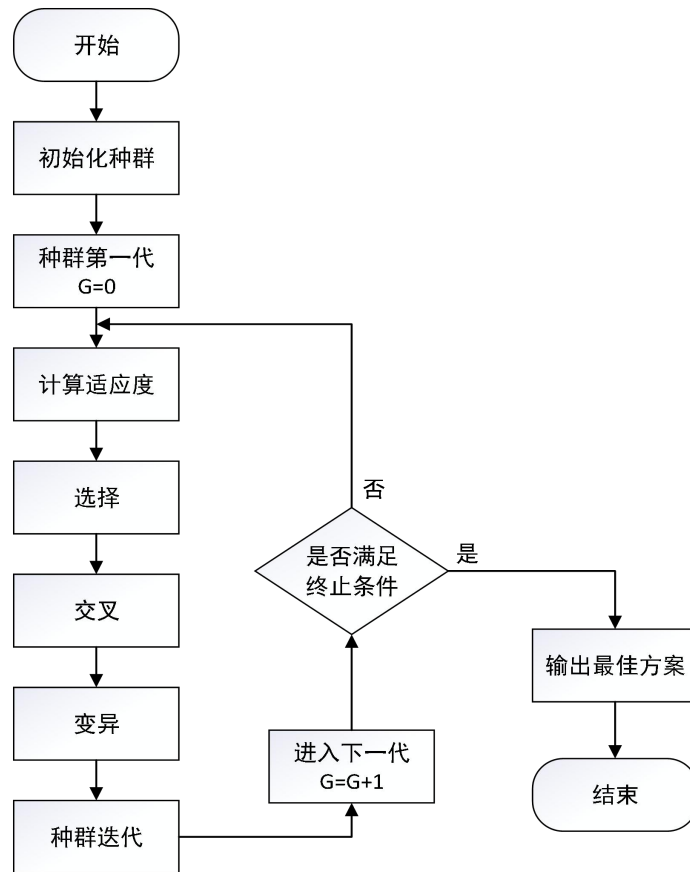 开始
初始化种群
种群第一代
G=0
计算适应度
选择
交叉
变异
种群迭代
进入下一代
G=G+1
是否满足
终止条件
否
是
输出最佳方案
结束